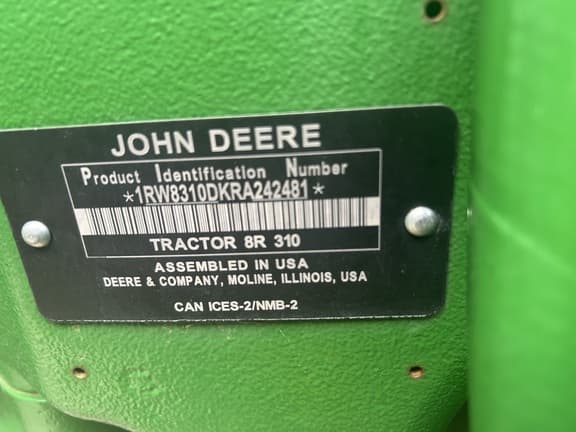 JOHN DEERE
Product Identification Number
*1RW8310DKRA242481*
TRACTOR 8R 310
ASSEMBLED IN USA
DEERE & COMPANY, MOLINE, ILLINOIS, USA
CAN ICES-2/NMB-2